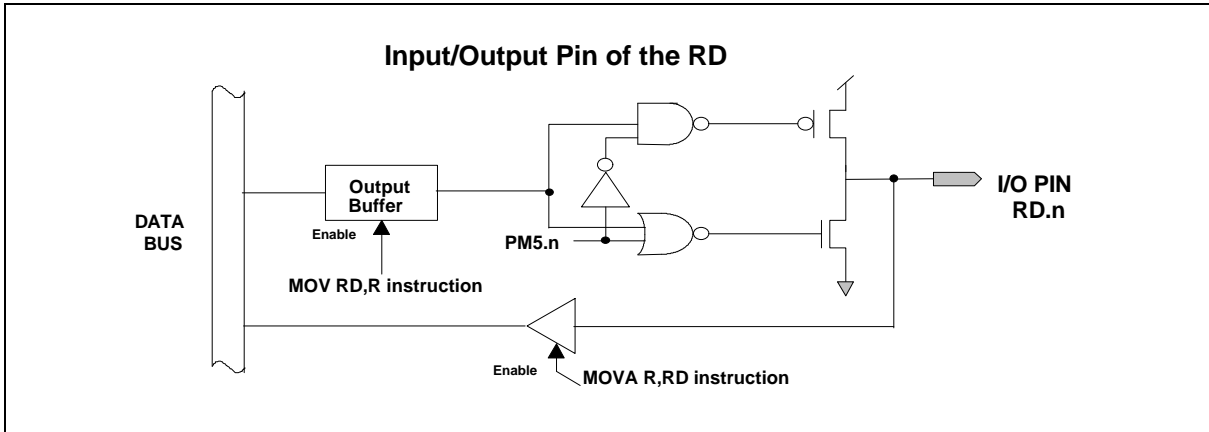 Input/Output Pin of the RD
Output
Buffer
Enable
DATA
BUS
MOV RD,R instruction
PM5.n
I/O PIN
RD.n
Enable
MOVA R,RD instruction